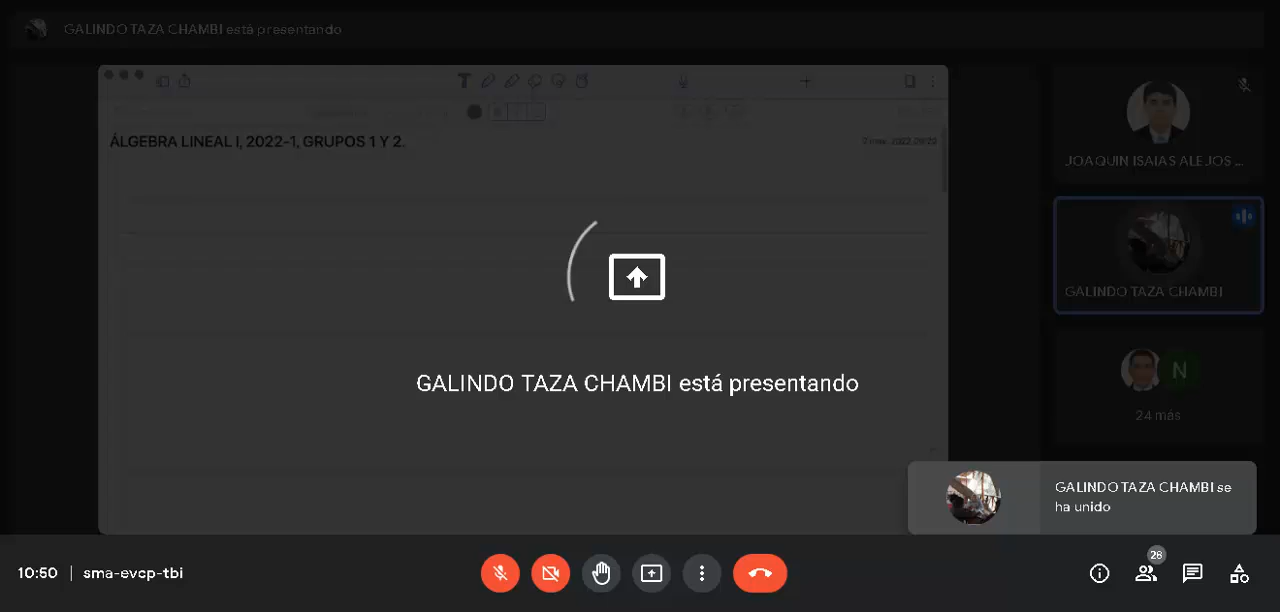 GALINDO TAZA CHAMBI está presentando
ÁLGEBRA LINEAL I, 2022-1, GRUPOS 1 Y 2.
JOAQUIN ISAIAS ALEJOS ...
GALINDO TAZA CHAMBI
GALINDO TAZA CHAMBI está presentando
N
24 más
GALINDO TAZA CHAMBI se
ha unido
10:50 | sma-evcp-tbi
28